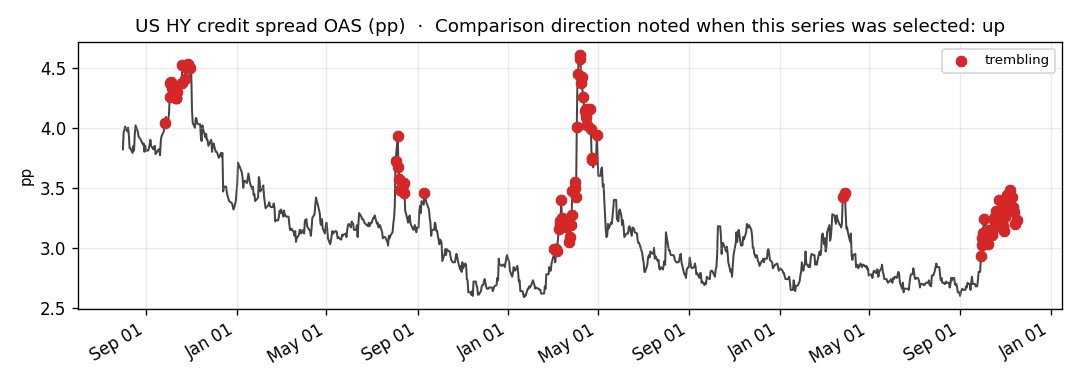 US HY credit spread OAS (pp)  ·  Comparison direction noted when this series was selected: up
trembling
pp
4.5
4.0
3.5
3.0
2.5
Sep 01
Jan 01
May 01
Sep 01
Jan 01
May 01
Sep 01
Jan 01
May 01
Sep 01
Jan 01